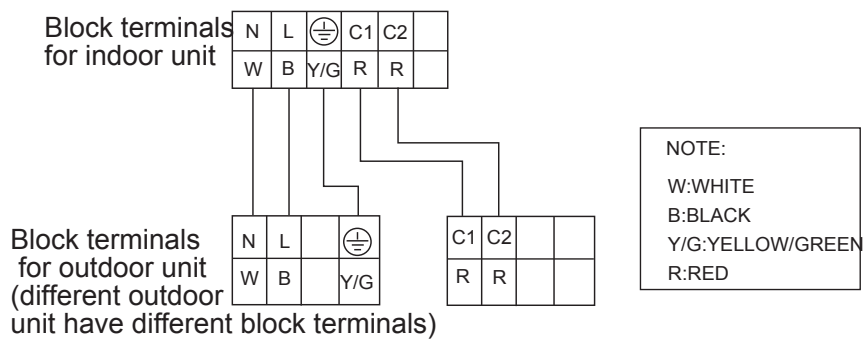 Block terminals
for indoor unit
N L C1 C2
W B Y/G R R
NOTE:
W:WHITE
B:BLACK
Y/G:YELLOW/GREEN
R:RED
Block terminals
for outdoor unit
(different outdoor
unit have different block terminals)
N L
W B Y/G
C1 C2
R R